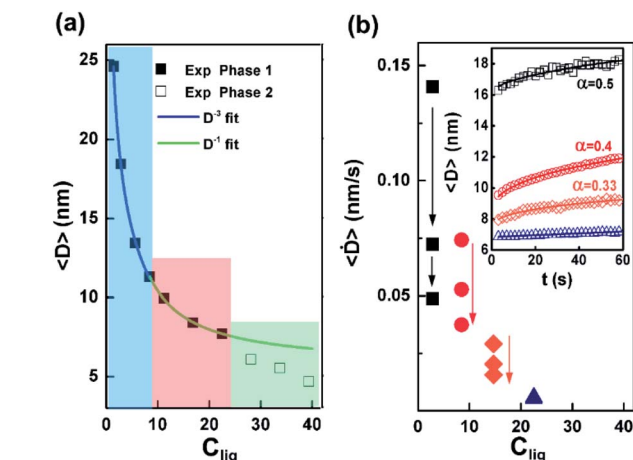 (a)
25
20
15
10
5
<D> (nm)
0 10 20 30 40
C_lig
Exp Phase 1
Exp Phase 2
D⁻³ fit
D⁻¹ fit
(b)
0.15
0.10
0.05
<Ḋ> (nm/s)
0 10 20 30 40
C_lig
18
16
14
12
10
8
6
<D> (nm)
0 20 40 60
t (s)
α=0.5
α=0.4
α=0.33